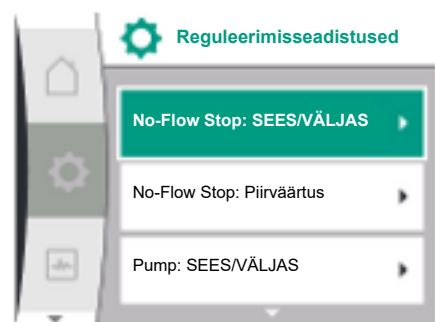 Reguleerimisseadistused
No-Flow Stop: SEES/VÄLJAS
No-Flow Stop: Piirväärtus
Pump: SEES/VÄLJAS